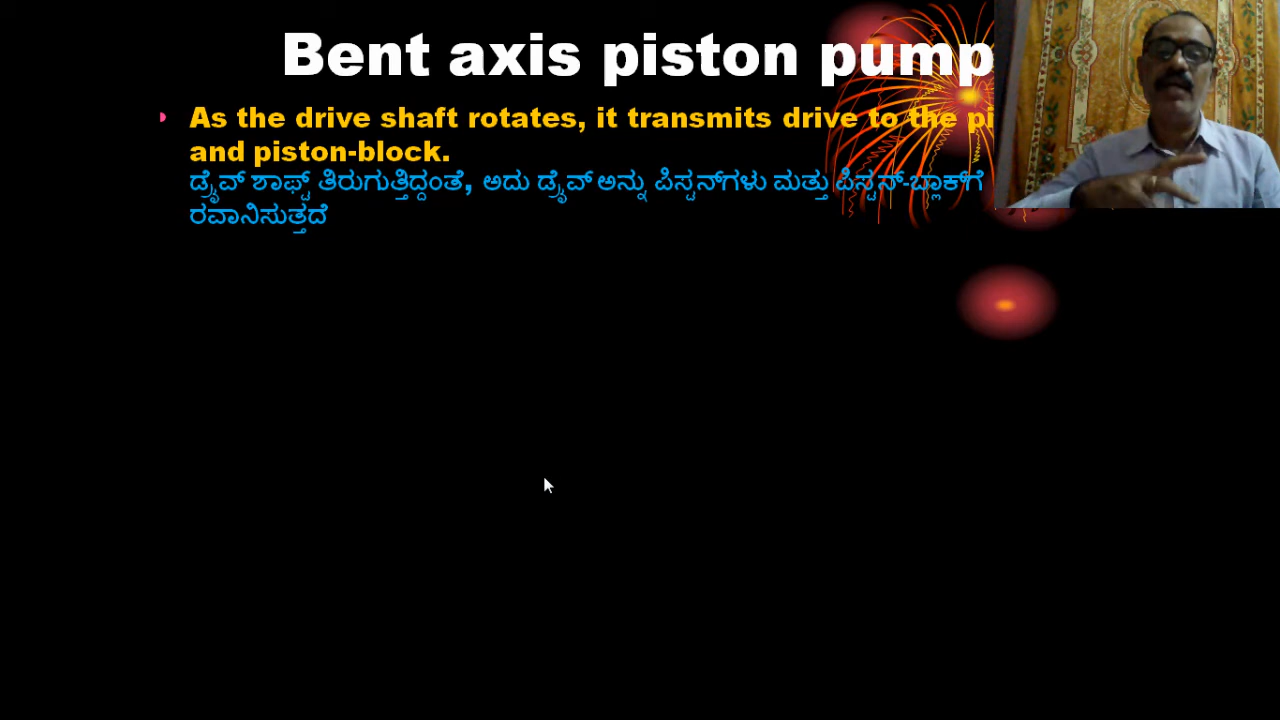 Bent axis piston pump
As the drive shaft rotates, it transmits drive to the
and piston-block.
ಡ್ರೈವ್ ಶಾಫ್ಟ್ ತಿರುಗುತ್ತಿದ್ದಂತೆ, ಅದು ಡ್ರೈವ್ ಅನ್ನು ಪಿಸ್ಟನ್‌ಗಳು ಮತ್ತು ಪಿಸ್ಟನ್-ಬ್ಲಾಕ್‌ಗೆ
ರವಾನಿಸುತ್ತದೆ